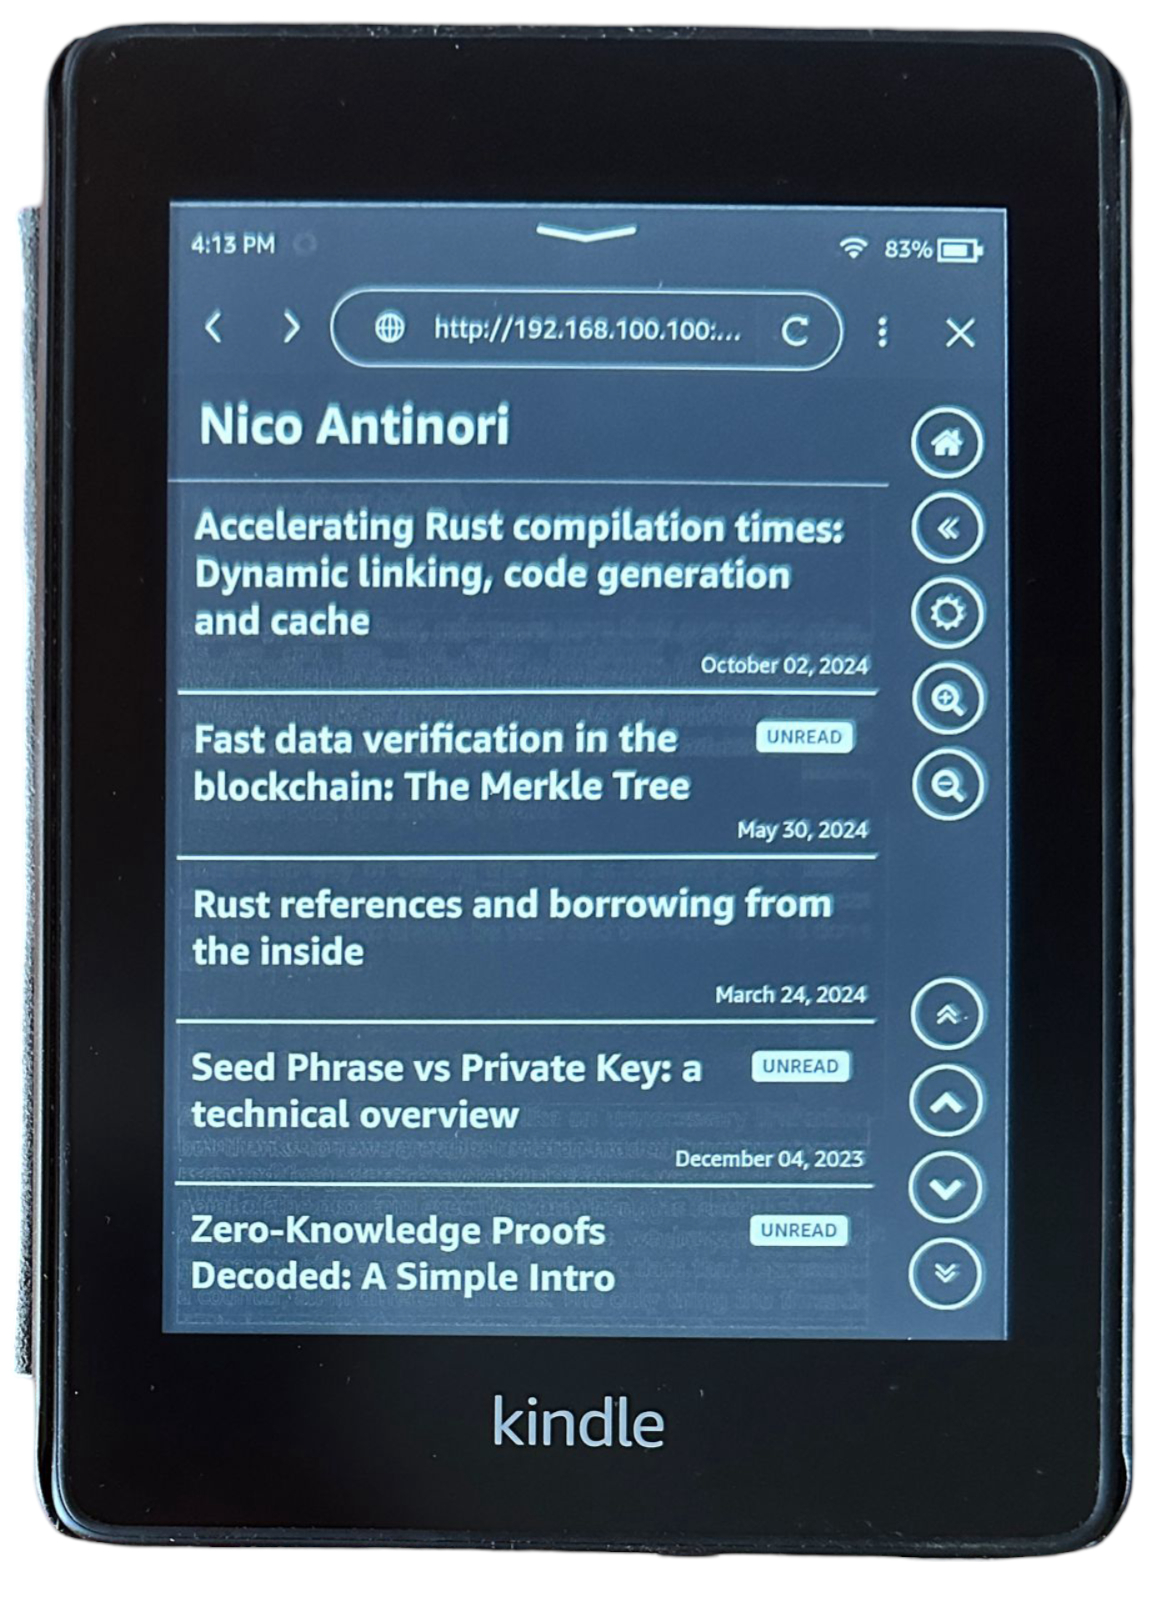 4:13 PM
83%
http://192.168.100.100:...
Nico Antinori
Accelerating Rust compilation times:
Dynamic linking, code generation
and cache
October 02, 2024
Fast data verification in the
UNREAD
blockchain: The Merkle Tree
May 30, 2024
Rust references and borrowing from
the inside
March 24, 2024
Seed Phrase vs Private Key: a
UNREAD
technical overview
December 04, 2023
Zero-Knowledge Proofs
UNREAD
Decoded: A Simple Intro
kindle